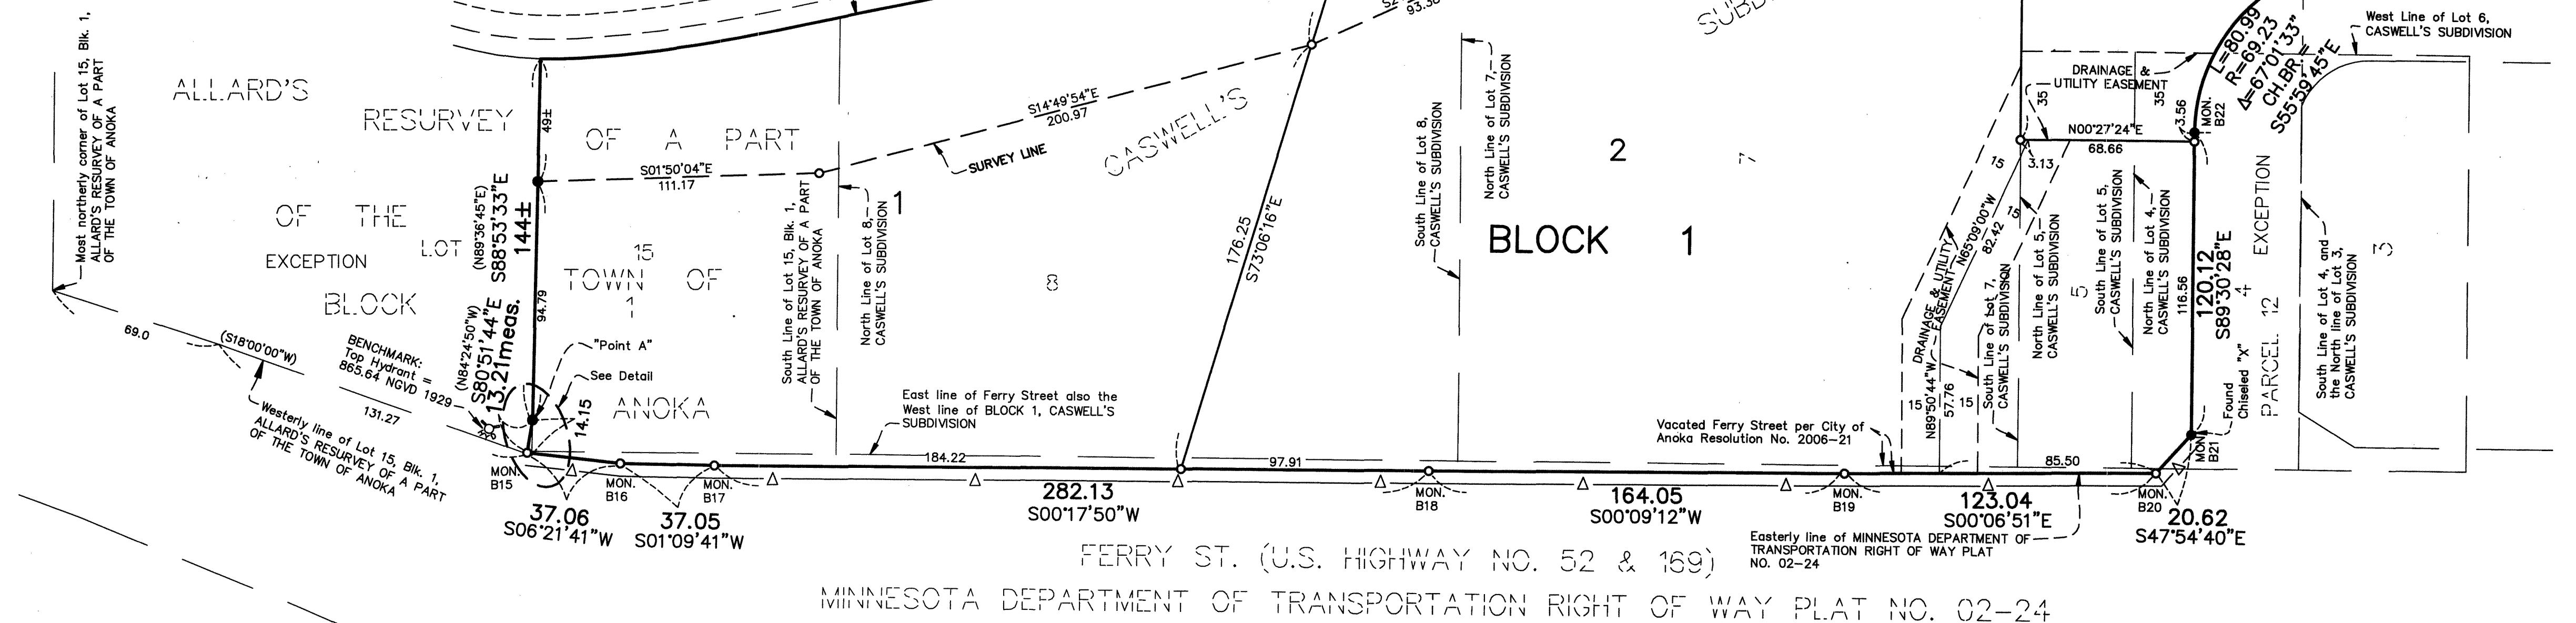 Most northerly corner of Lot 15, Blk. 1,
ALLARD'S RESURVEY OF A PART
OF THE TOWN OF ANOKA
ALLARD'S
RESURVEY
OF A PART
OF THE
LOT
15
EXCEPTION
TOWN OF
BLOCK
1
ANOKA
69.0
(S18°00'00"W)
131.27
Westerly line of Lot 15, Blk. 1,
ALLARD'S RESURVEY OF A PART
OF THE TOWN OF ANOKA
BENCHMARK:
Top Hydrant =
865.64 NGVD 1929
(N84°24'50"W)
S80°51'44"E
13.21meas.
(N89°36'45"E)
S88°53'33"E
144±
49±
94.79
"Point A"
See Detail
14.15
S01°50'04"E
111.17
S14°49'54"E
200.97
SURVEY LINE
93.38
South Line of Lot 15, Blk. 1,
ALLARD'S RESURVEY OF A PART
OF THE TOWN OF ANOKA
North Line of Lot 8,
CASWELL'S SUBDIVISION
1
CASWELL'S
8
176.25
S73°06'16"E
East line of Ferry Street also the
West line of BLOCK 1, CASWELL'S
SUBDIVISION
South Line of Lot 8,
CASWELL'S SUBDIVISION
North Line of Lot 7,
CASWELL'S SUBDIVISION
2
7
BLOCK 1
Vacated Ferry Street per City of
Anoka Resolution No. 2006-21
DRAINAGE &
UTILITY EASEMENT
35
35
3.56
MON.
B22
L=80.99
R=69.23
Δ=67°01'33"
CH.BR.=
S55°59'45"E
West Line of Lot 6,
CASWELL'S SUBDIVISION
N00°27'24"E
68.66
3.13
15
15
N65°09'00"W
82.42
DRAINAGE & UTILITY
EASEMENT
N89°50'44"W
57.76
15
15
South Line of Lot 7,
CASWELL'S SUBDIVISION
North Line of Lot 5,
CASWELL'S SUBDIVISION
5
South Line of Lot 5,
CASWELL'S SUBDIVISION
North Line of Lot 4,
CASWELL'S SUBDIVISION
116.56
120.12
S89°30'28"E
Found
Chiseled "x"
4
PARCEL 12 EXCEPTION
South Line of Lot 4, and
the North line of Lot 3,
CASWELL'S SUBDIVISION
3
184.22
97.91
85.50
MON.
B15
MON.
B16
MON.
B17
MON.
B18
MON.
B19
MON.
B20
MON.
B21
37.06
S06°21'41"W
37.05
S01°09'41"W
282.13
S00°17'50"W
164.05
S00°09'12"W
123.04
S00°06'51"E
20.62
S47°54'40"E
Easterly line of MINNESOTA DEPARTMENT OF
TRANSPORTATION RIGHT OF WAY PLAT
NO. 02-24
FERRY ST. (U.S. HIGHWAY NO. 52 & 169)
MINNESOTA DEPARTMENT OF TRANSPORTATION RIGHT OF WAY PLAT NO. 02-24